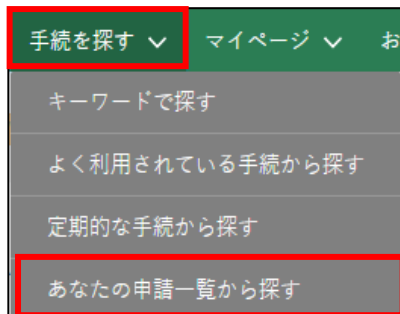 手続を探す マイページ お
キーワードで探す
よく利用されている手続から探す
定期的な手続から探す
あなたの申請一覧から探す